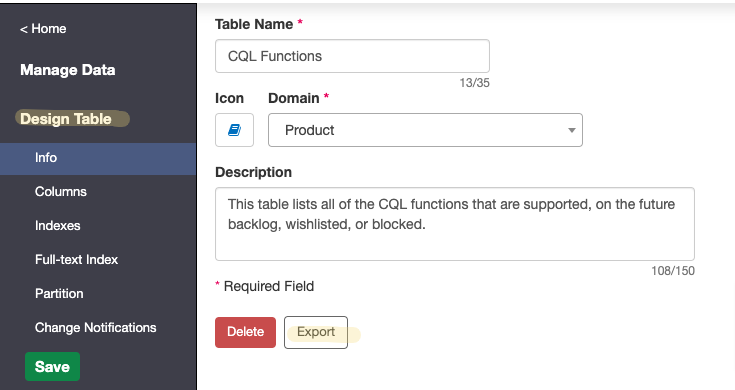 < Home
Manage Data
Design Table
Info
Columns
Indexes
Full-text Index
Partition
Change Notifications
Save
Table Name *
CQL Functions
13/35
Icon Domain *
Product
Description
This table lists all of the CQL functions that are supported, on the future
backlog, wishlisted, or blocked.
108/150
* Required Field
Delete Export